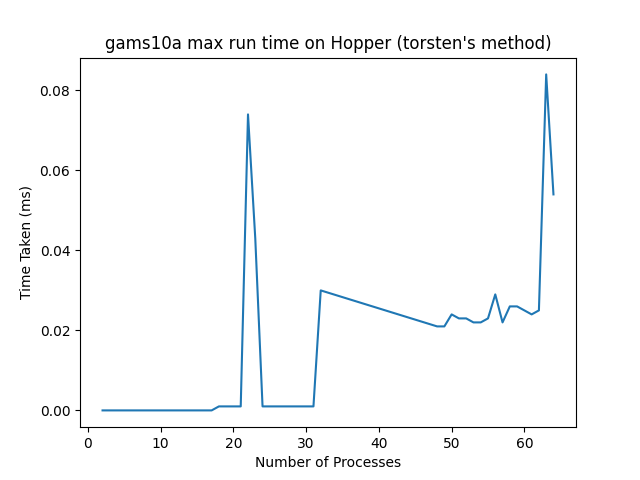 gams10a max run time on Hopper (torsten's method)
0.08
0.06
0.04
0.02
0.00
Time Taken (ms)
0 10 20 30 40 50 60
Number of Processes